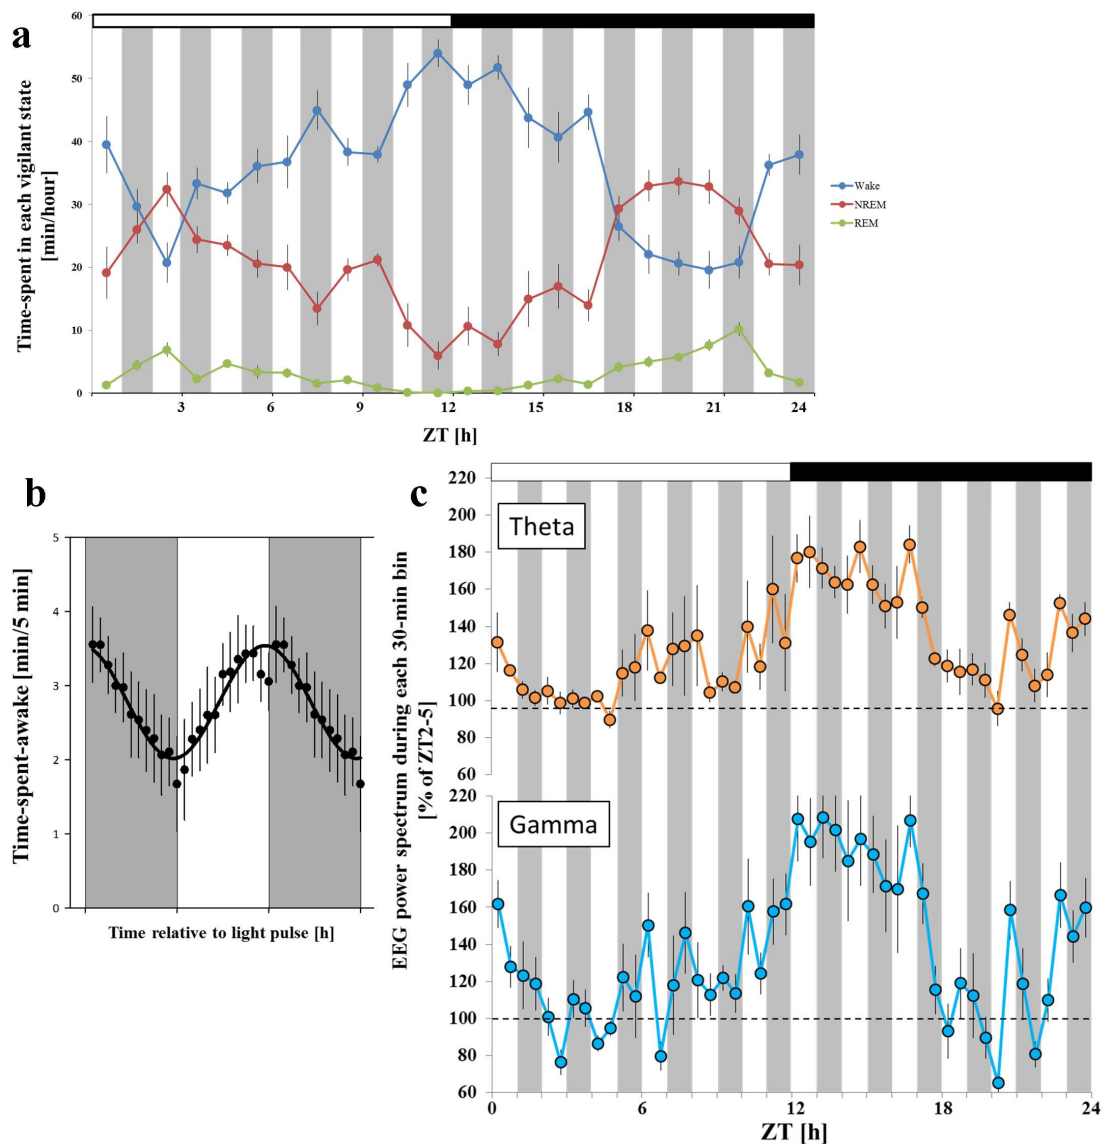 a
60
50
40
30
20
10
0
Time-spent in each vigilant state
[min/hour]
3
6
9
12
15
18
21
24
ZT [h]
Wake
NREM
REM
b
5
4
3
2
1
0
Time-spent-awake [min/5 min]
Time relative to light pulse [h]
c
EEG power spectrum during each 30-min bin
[% of ZT2-5]
220
200
180
160
140
120
100
80
60
Theta
220
200
180
160
140
120
100
80
60
Gamma
0
6
12
18
24
ZT [h]